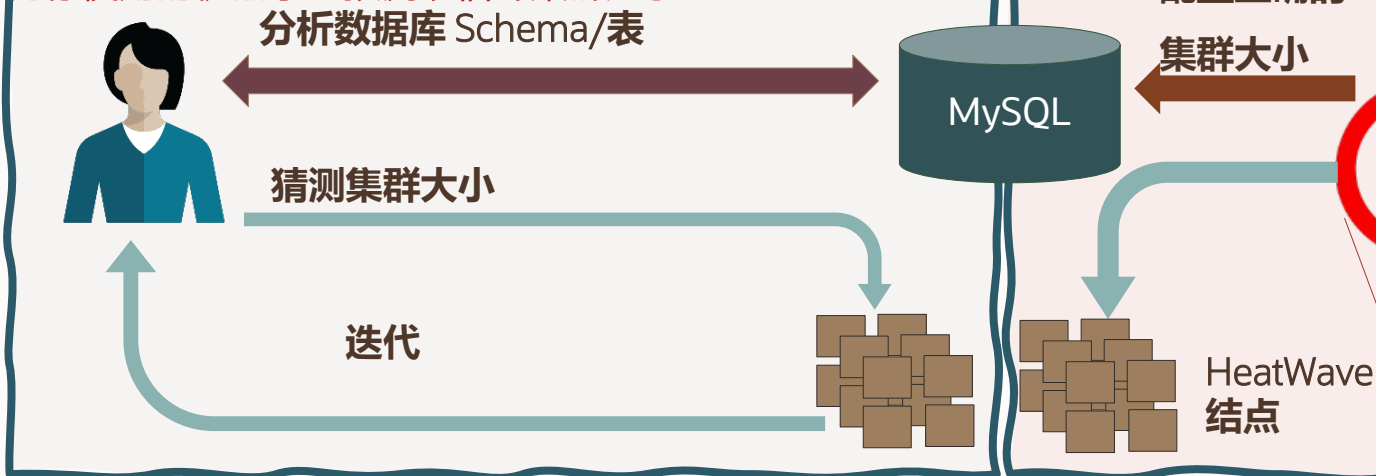 分析数据库 Schema/表
集群大小
MySQL
猜测集群大小
迭代
HeatWave
结点